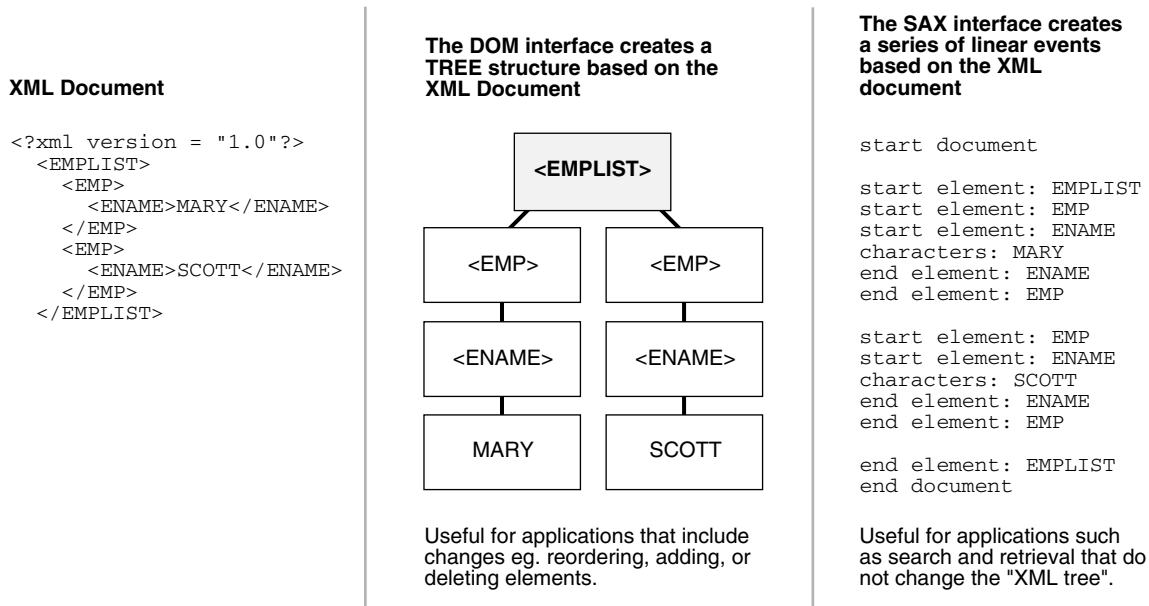 XML Document
<?xml version = "1.0"?>
<EMPLIST>
<EMP>
<ENAME>MARY</ENAME>
</EMP>
<EMP>
<ENAME>SCOTT</ENAME>
</EMP>
</EMPLIST>
The DOM interface creates a
TREE structure based on the
XML Document
<EMPLIST>
<EMP> <EMP>
<ENAME> <ENAME>
MARY SCOTT
Useful for applications that include
changes eg. reordering, adding, or
deleting elements.
The SAX interface creates
a series of linear events
based on the XML
document
start document
start element: EMPLIST
start element: EMP
start element: ENAME
characters: MARY
end element: ENAME
end element: EMP
start element: EMP
start element: ENAME
characters: SCOTT
end element: ENAME
end element: EMP
end element: EMPLIST
end document
Useful for applications such
as search and retrieval that do
not change the "XML tree".